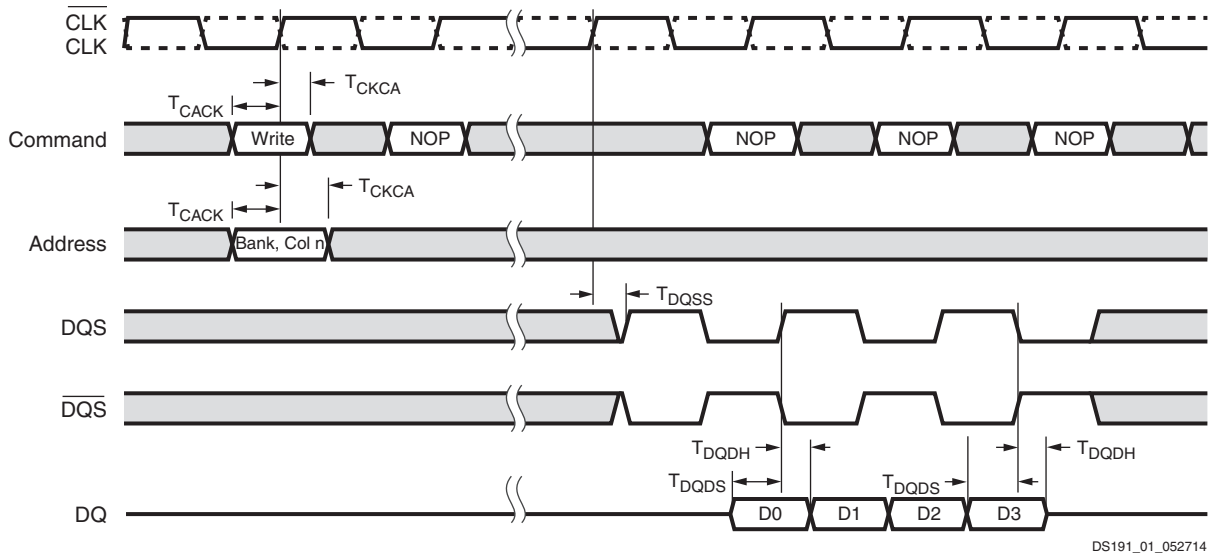 CLK
CLK
T_CKCA
T_CACK
Command Write NOP NOP NOP NOP
T_CKCA
T_CACK
Address Bank, Col n
T_DQSS
DQS
DQS
T_DQDH T_DQDH
T_DQDS T_DQDS
DQ D0 D1 D2 D3
DS191_01_052714